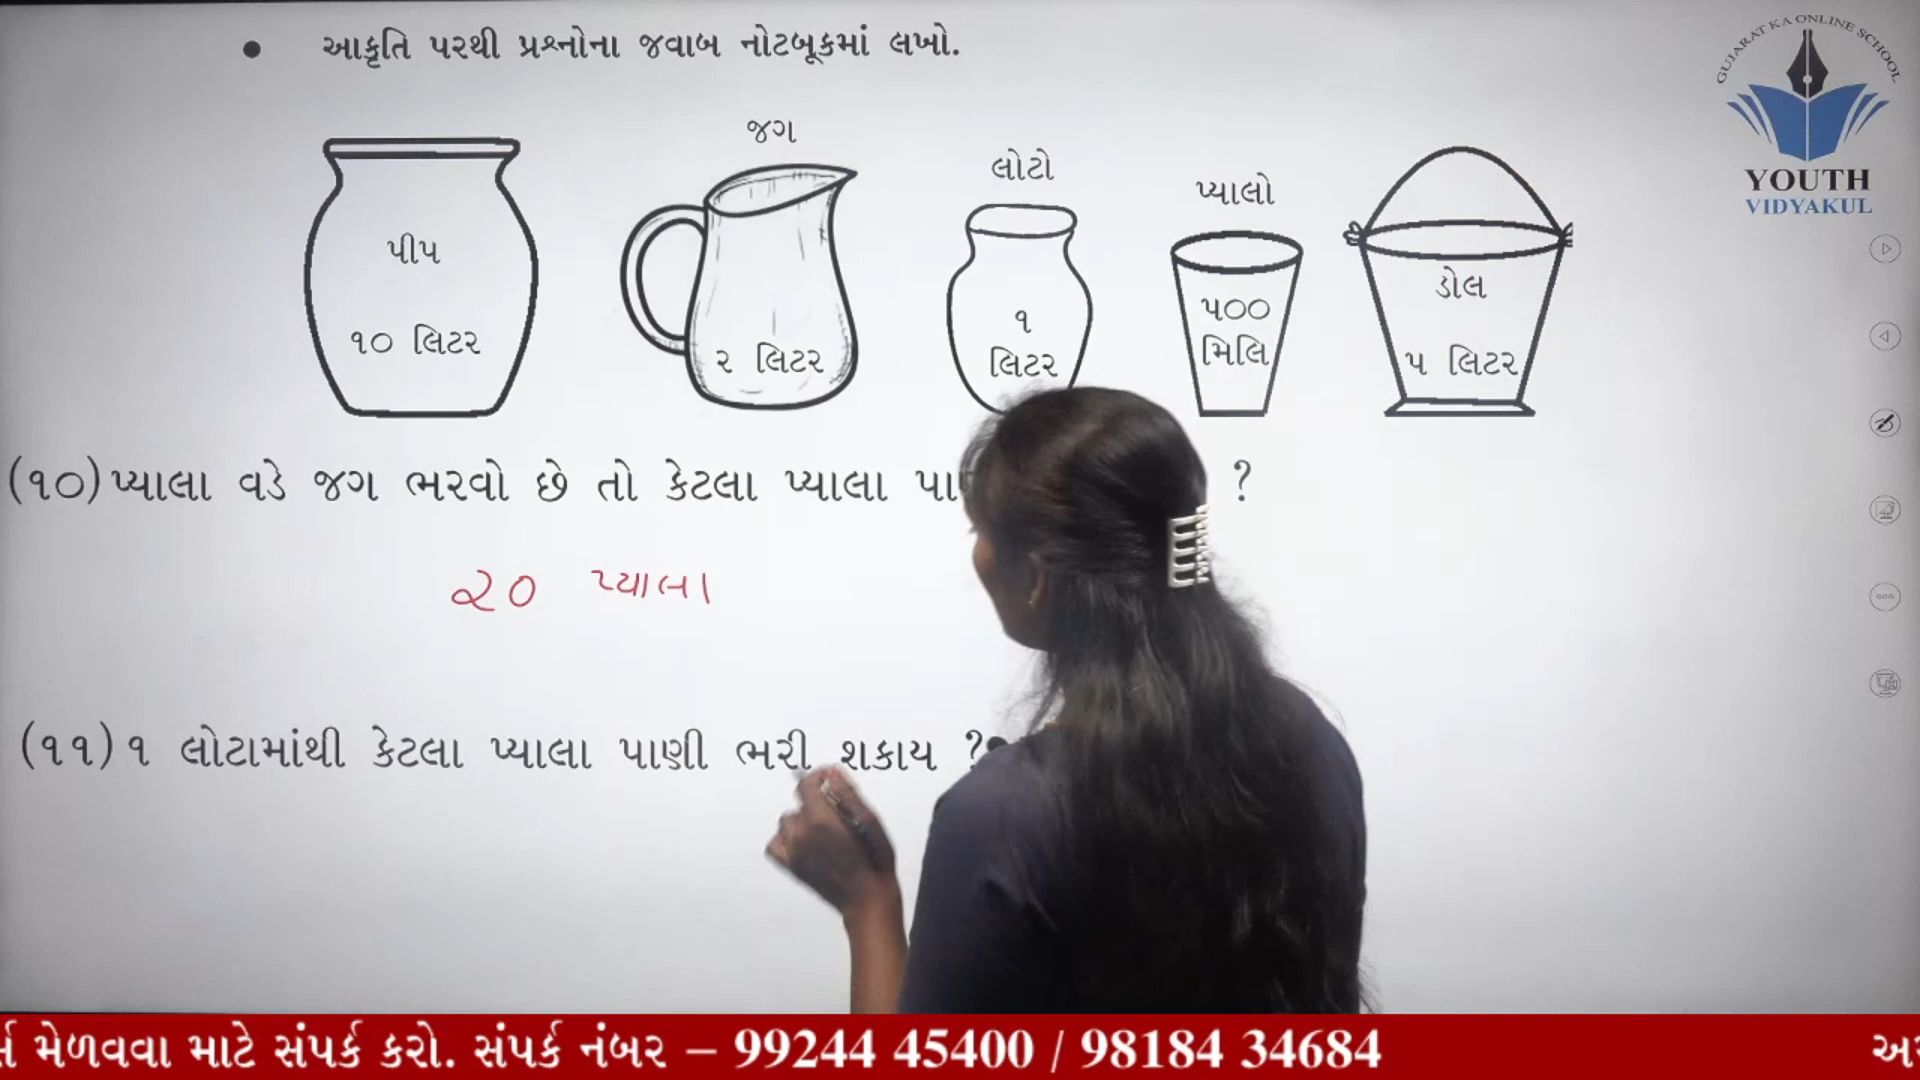 આકૃતિ પરથી પ્રશ્નોના જવાબ નોટબૂકમાં લખો.
GUJARAT KA ONLINE SCHOOL
YOUTH
VIDYAKUL
પીપ
૧૦ લિટર
જગ
૨ લિટર
લોટો
૧
લિટર
પ્યાલો
૫૦૦
મિલિ
ડોલ
૫ લિટર
(૧૦) પ્યાલા વડે જગ ભરવો છે તો કેટલા પ્યાલા ?
૨૦ પ્યાલા
(૧૧) ૧ લોટામાંથી કેટલા પ્યાલા પાણી ભરી શકાય ?
મેળવવા માટે સંપર્ક કરો. સંપર્ક નંબર – 99244 45400 / 98184 34684